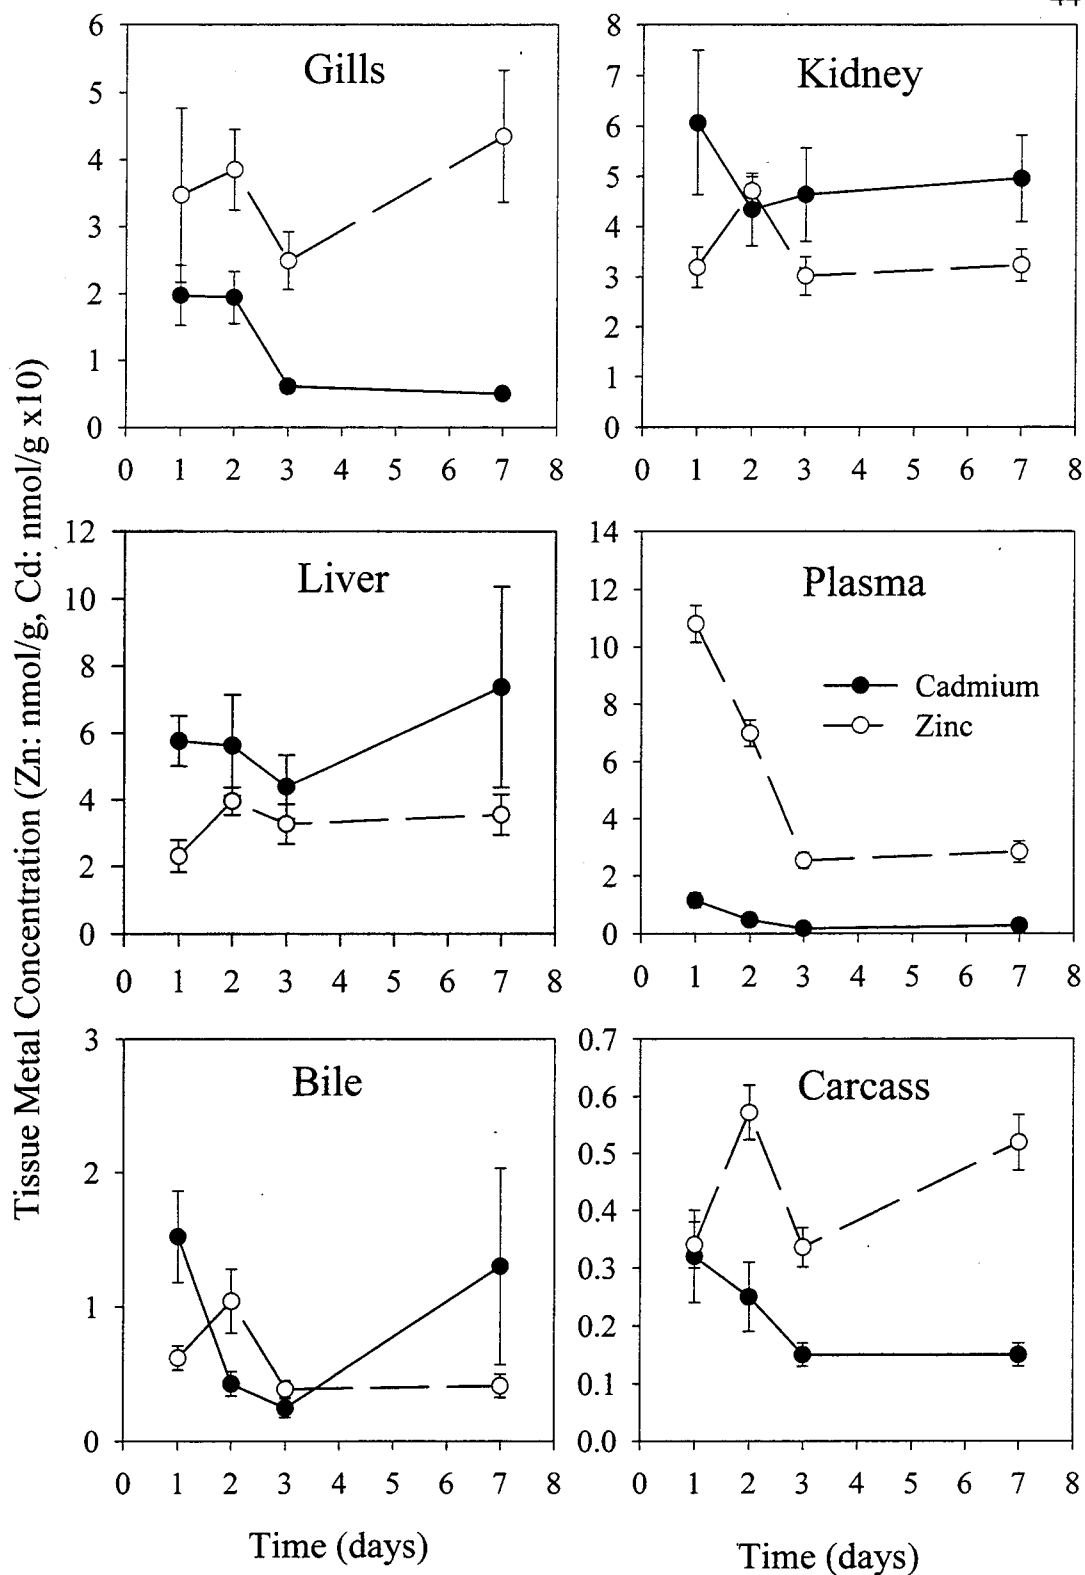 44
Tissue Metal Concentration (Zn: nmol/g, Cd: nmol/g x10)
Gills
6
5
4
3
2
1
0
0 1 2 3 4 5 6 7 8
Kidney
8
7
6
5
4
3
2
1
0
0 1 2 3 4 5 6 7 8
Liver
12
10
8
6
4
2
0
0 1 2 3 4 5 6 7 8
Plasma
14
12
10
8
6
4
2
0
Cadmium
Zinc
0 1 2 3 4 5 6 7 8
Bile
3
2
1
0
0 1 2 3 4 5 6 7 8
Time (days)
Carcass
0.7
0.6
0.5
0.4
0.3
0.2
0.1
0.0
0 1 2 3 4 5 6 7 8
Time (days)